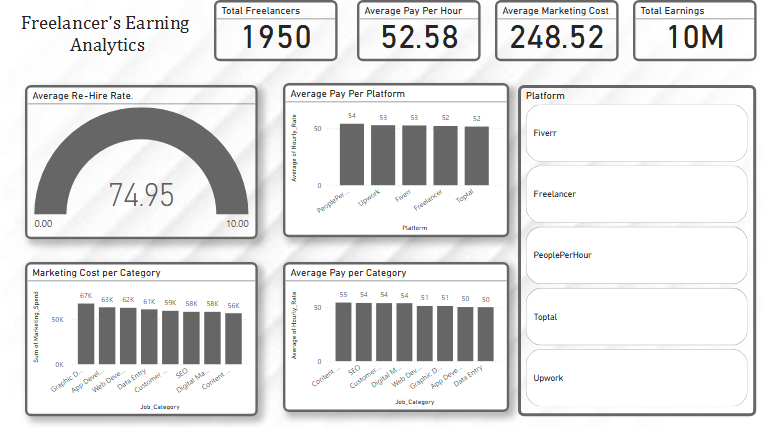 Freelancer's Earning
Analytics
Total Freelancers
1950
Average Pay Per Hour
52.58
Average Marketing Cost
248.52
Total Earnings
10M
Average Re-Hire Rate.
74.95
0.00
10.00
Average Pay Per Platform
Average of Hourly_Rate
50
0
54
53
53
52
52
PeoplePer...
Upwork
Fiverr
Freelancer
Toptal
Platform
Platform
Fiverr
Freelancer
PeoplePerHour
Toptal
Upwork
Marketing Cost per Category
Sum of Marketing_Spend
50K
0K
67K
63K
62K
61K
59K
58K
58K
56K
Graphic D...
App Devel...
Web Deve...
Data Entry
Customer ...
SEO
Digital Ma...
Content ...
Job_Category
Average Pay per Category
Average of Hourly_Rate
50
0
55
54
54
54
51
51
50
50
Content ...
SEO
Customer...
Digital M...
Web Dev...
Graphic D...
App Deve...
Data Entry
Job_Category